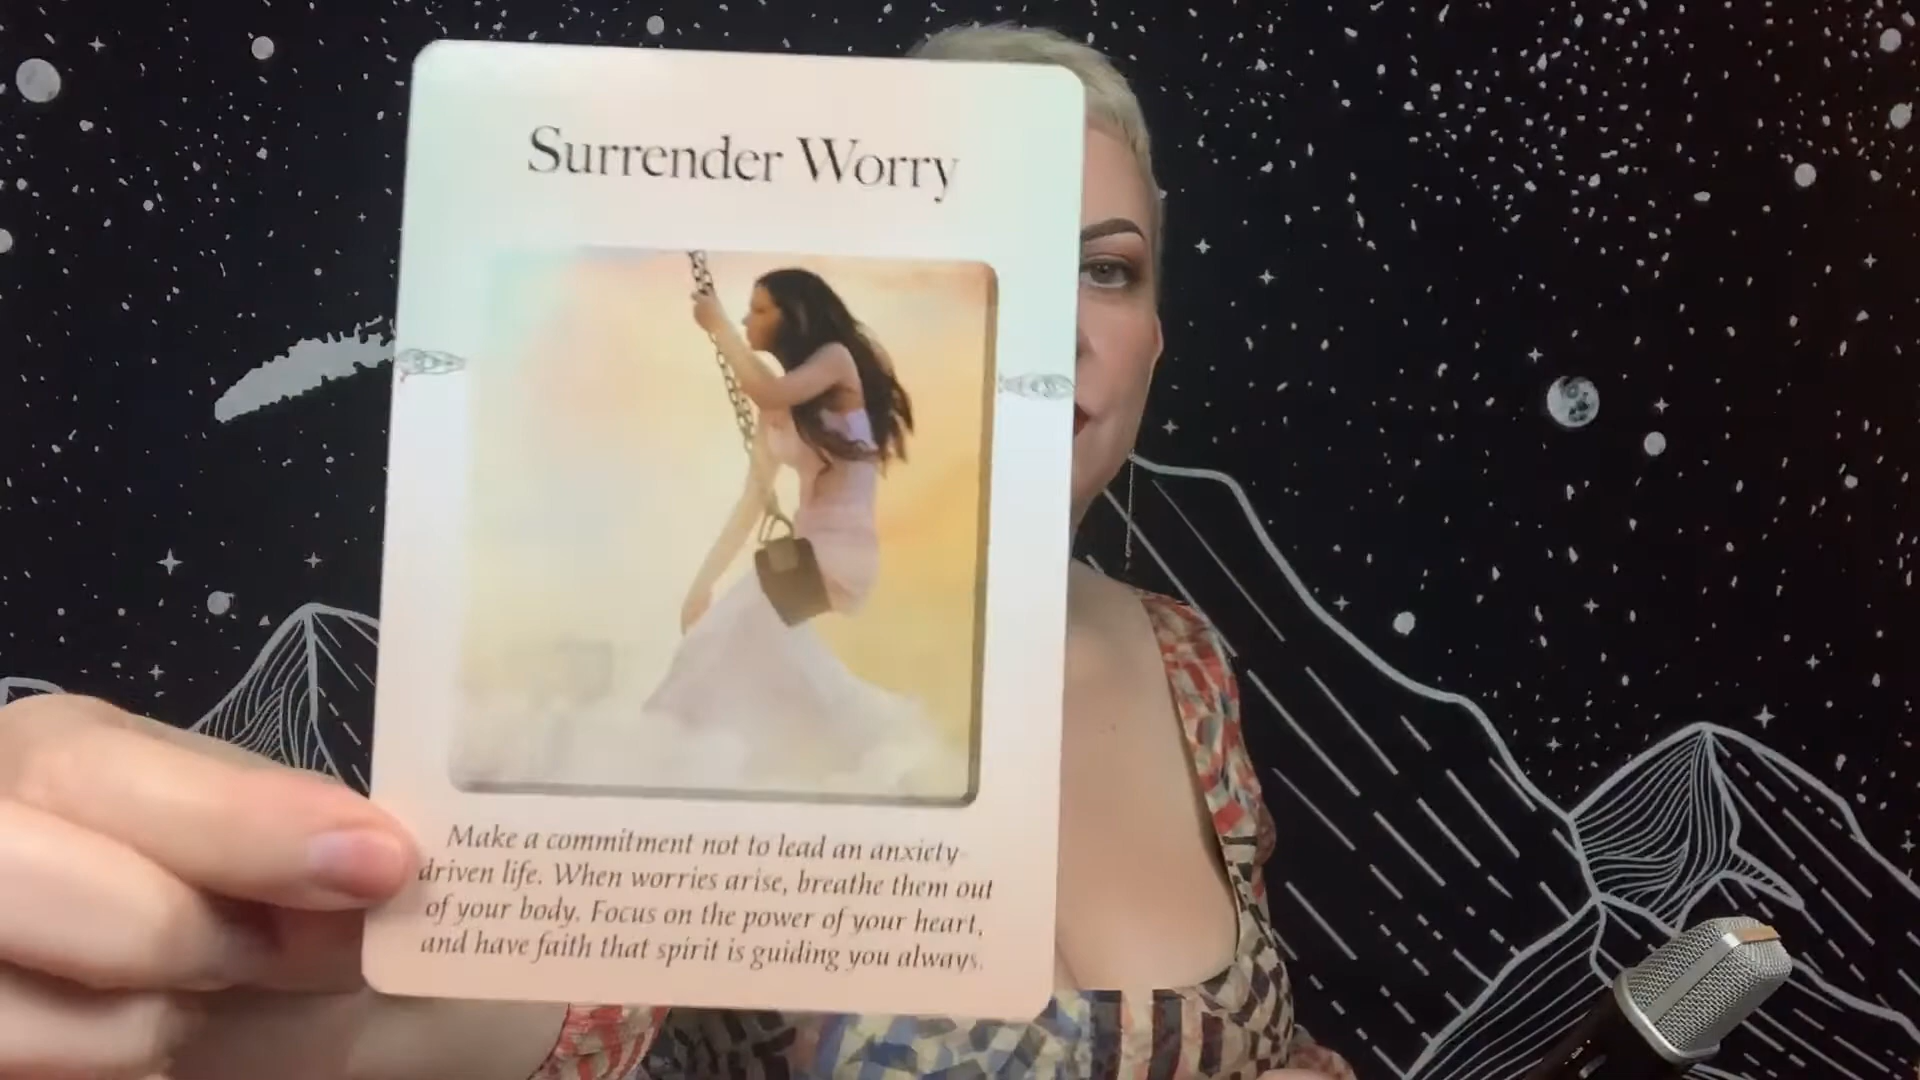 Surrender Worry
Make a commitment not to lead an anxiety-
driven life. When worries arise, breathe them out
of your body. Focus on the power of your heart,
and have faith that spirit is guiding you always.